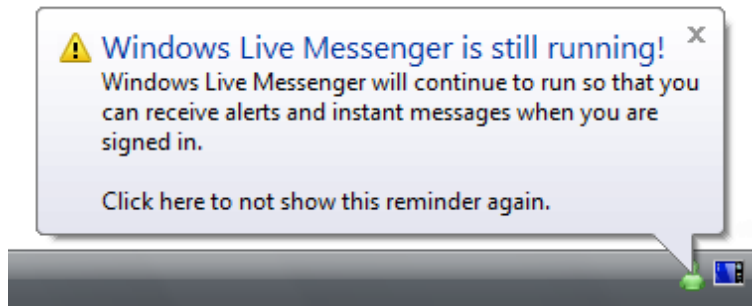 Windows Live Messenger is still running!
Windows Live Messenger will continue to run so that you
can receive alerts and instant messages when you are
signed in.
Click here to not show this reminder again.